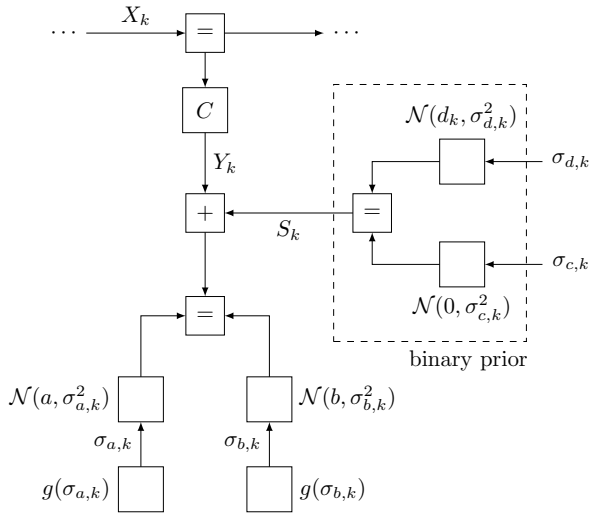 ··· X_k = ···
C
Y_k
N(d_k, σ²_{d,k})
σ_{d,k}
+
S_k
=
σ_{c,k}
N(0, σ²_{c,k})
=
binary prior
N(a, σ²_{a,k})
N(b, σ²_{b,k})
σ_{a,k}
σ_{b,k}
g(σ_{a,k})
g(σ_{b,k})